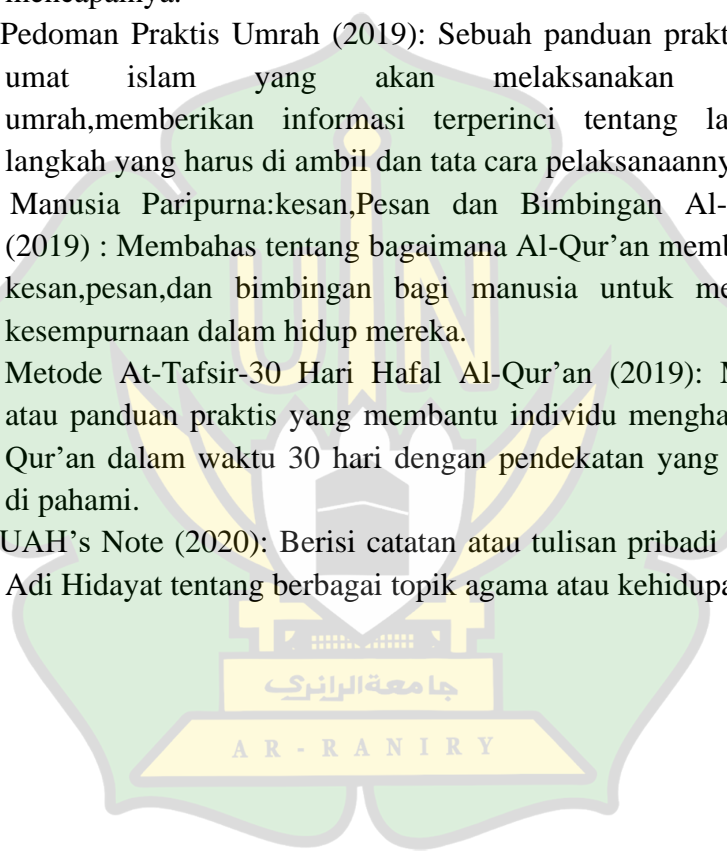 mencapainya.
Pedoman Praktis Umrah (2019): Sebuah panduan prakt
umat islam yang akan melaksanakan
umrah,memberikan informasi terperinci tentang la
langkah yang harus di ambil dan tata cara pelaksanaanny
Manusia Paripurna:kesan,Pesan dan Bimbingan Al-
(2019) : Membahas tentang bagaimana Al-Qur’an memb
kesan,pesan,dan bimbingan bagi manusia untuk me
kesempurnaan dalam hidup mereka.
Metode At-Tafsir-30 Hari Hafal Al-Qur’an (2019):
atau panduan praktis yang membantu individu mengha
Qur’an dalam waktu 30 hari dengan pendekatan yang
di pahami.
UAH’s Note (2020): Berisi catatan atau tulisan pribadi
Adi Hidayat tentang berbagai topik agama atau kehidupa
UIN
جامعة الرانري
AR-RANIRY